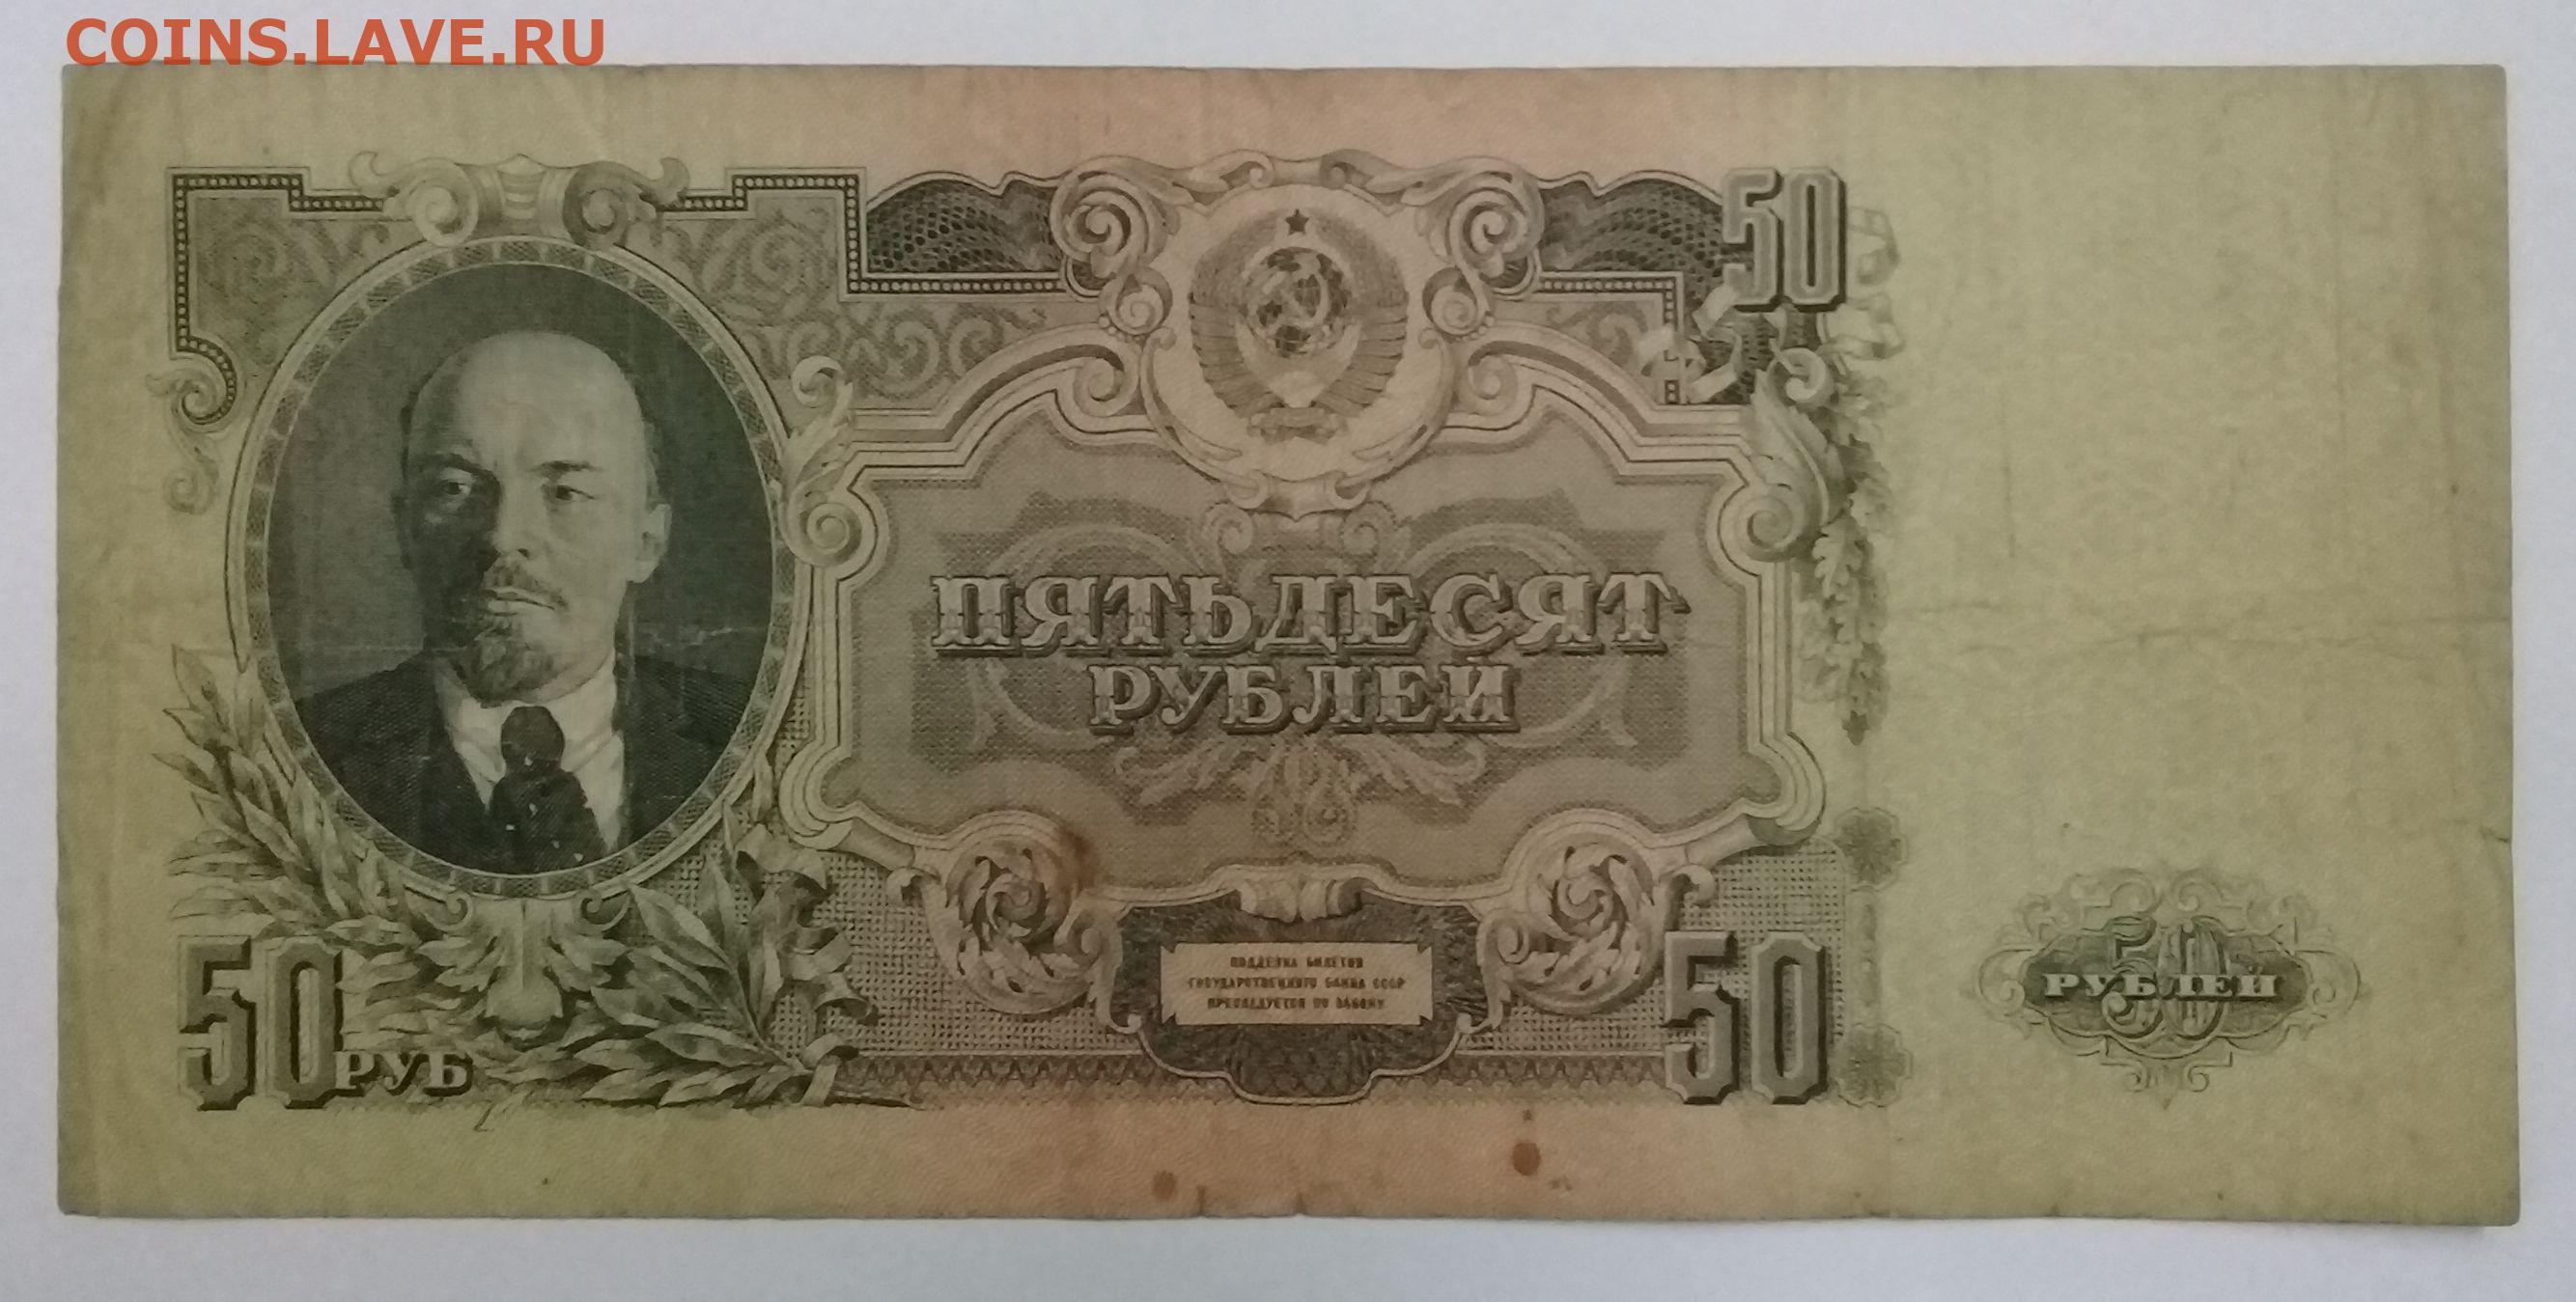 COINS.LAVE.RU
50
ПЯТЬДЕСЯТ
РУБЛЕЙ
50 РУБ
ПОДДЕЛКА БИЛЕТОВ
ГОСУДАРСТВЕННОГО БАНКА СССР
ПРЕСЛЕДУЕТСЯ ПО ЗАКОНУ
50
50
РУБЛЕЙ